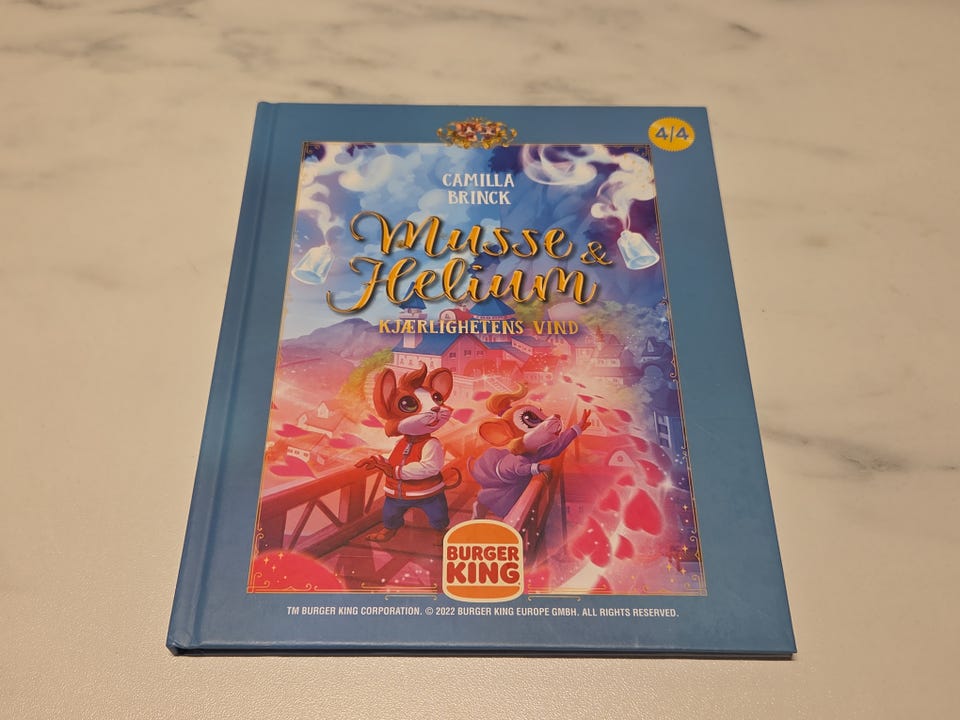 4/4
CAMILLA
BRINCK
Musse &
Helium
KJÆRLIGHETENS VIND
BURGER
KING
TM BURGER KING CORPORATION. © 2022 BURGER KING EUROPE GMBH. ALL RIGHTS RESERVED.